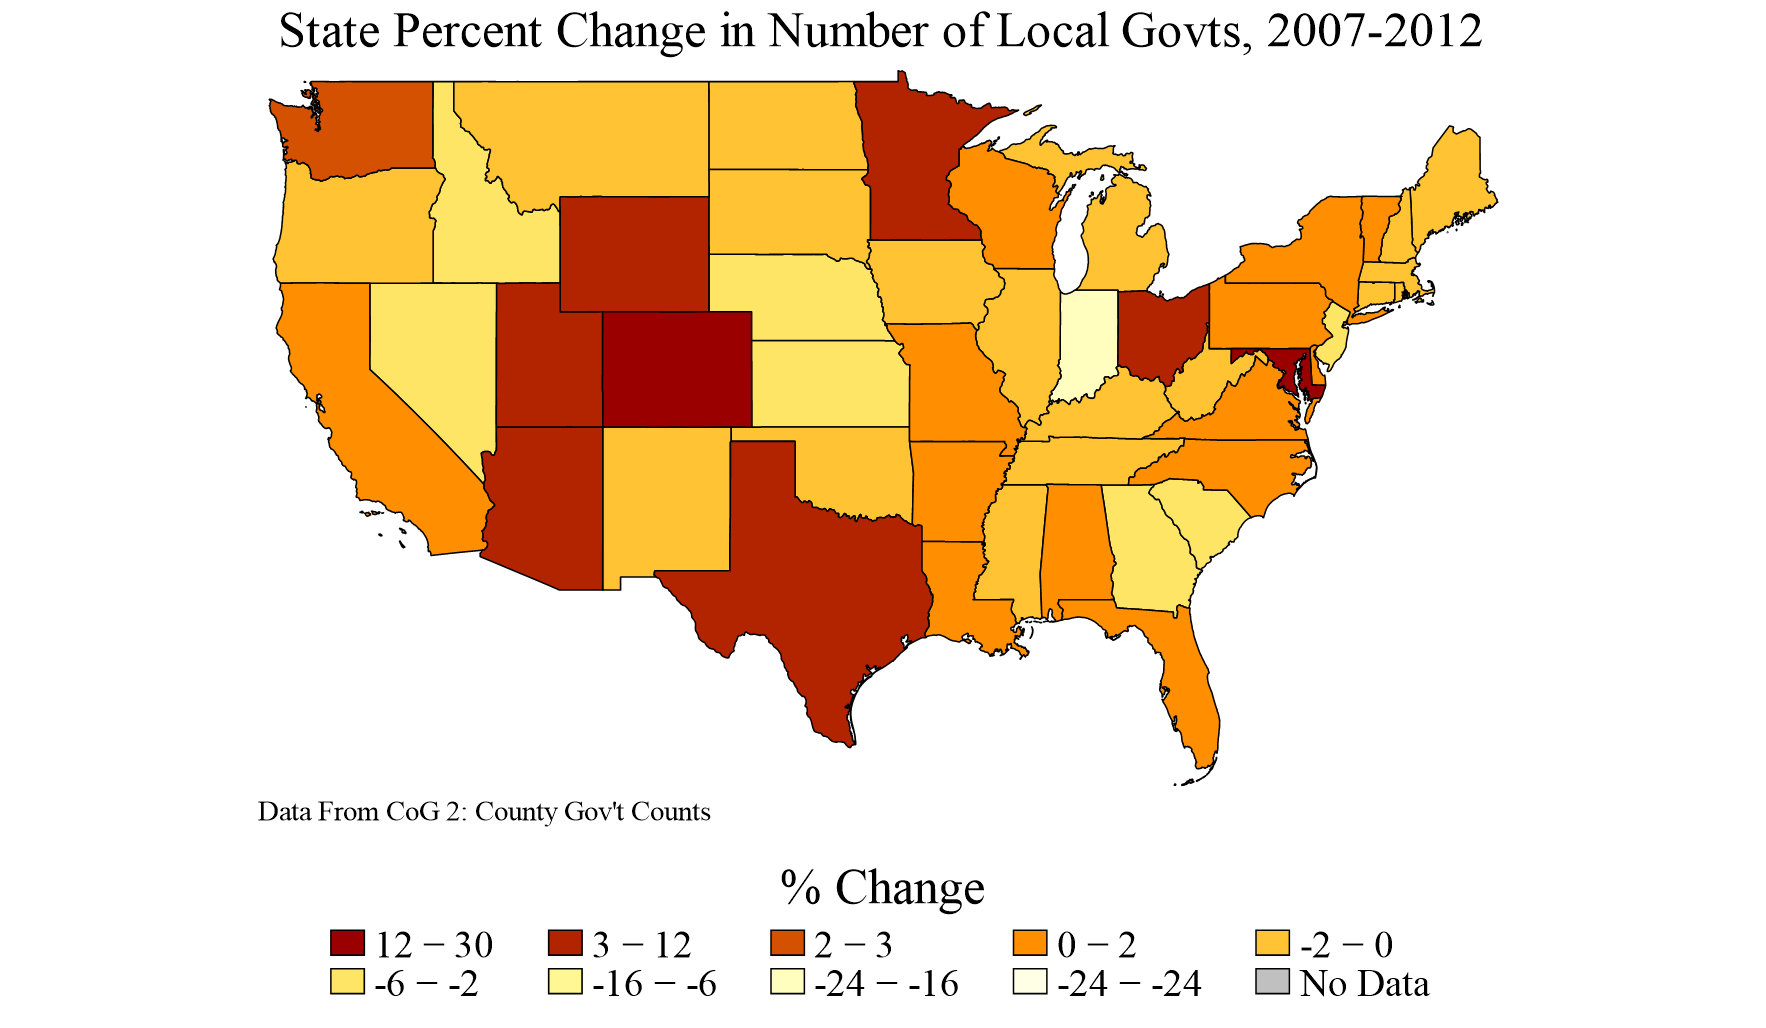 State Percent Change in Number of Local Govts, 2007-2012
Data From CoG 2: County Gov't Counts
% Change
12 − 30 3 − 12 2 − 3 0 − 2 -2 − 0
-6 − -2 -16 − -6 -24 − -16 -24 − -24 No Data